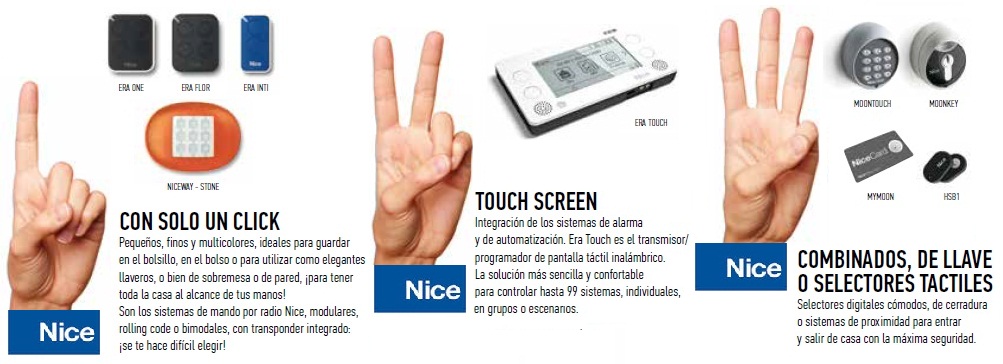 ERA ONE
ERA FLOR
ERA INTI
NICEWAY - STONE
CON SOLO UN CLICK
Pequeños, finos y multicolores, ideales para guardar
en el bolsillo, en el bolso o para utilizar como elegantes
llaveros, o bien de sobremesa o de pared, ¡para tener
toda la casa al alcance de tus manos!
Son los sistemas de mando por radio Nice, modulares,
rolling code o bimodales, con transponder integrado:
¡se te hace difícil elegir!
Nice
ERA TOUCH
TOUCH SCREEN
Integración de los sistemas de alarma
y de automatización. Era Touch es el transmisor/
programador de pantalla táctil inalámbrico.
La solución más sencilla y confortable
para controlar hasta 99 sistemas, individuales,
en grupos o escenanos.
Nice
MOONTOUCH
MOONKEY
NiceCard
MYMOON
HSB1
COMBINADOS, DE LLAVE
O SELECTORES TACTILES
Selectores digitales cómodos, de cerradura
o sistemas de proximidad para entrar
y salir de casa con la máxima seguridad.
Nice